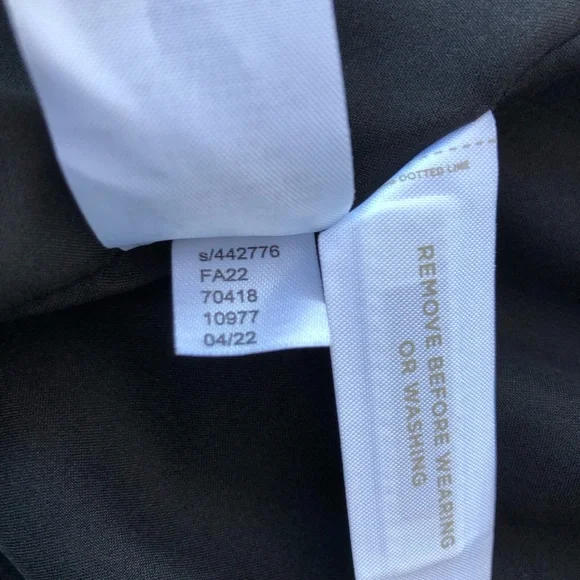 s/442776
FA22
70418
10977
04/22
DOTTED LINE
REMOVE BEFORE WEARING
OR WASHING